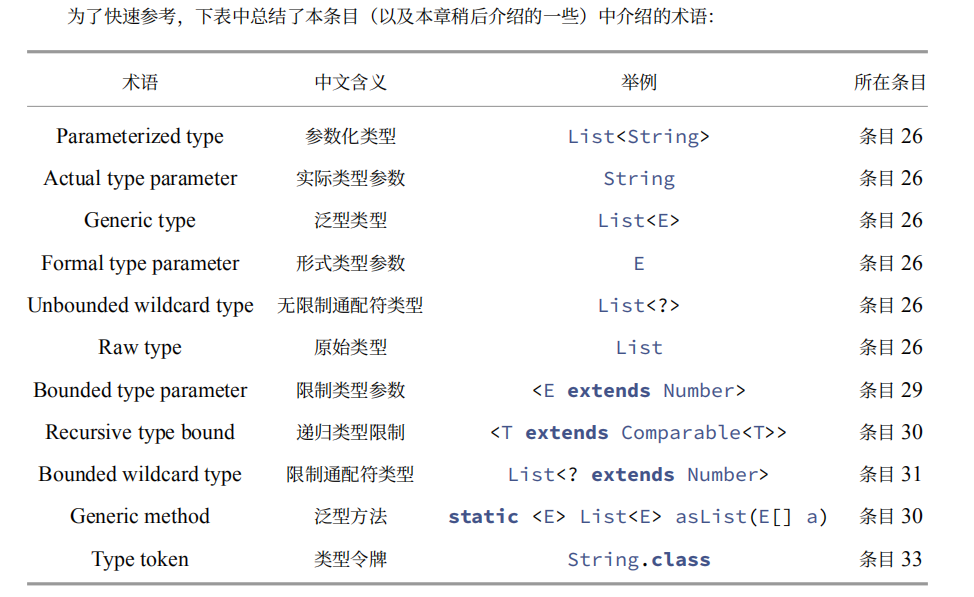 为了快速参考，下表中总结了本条目（以及本章稍后介绍的一些）中介绍的术语：
术语 中文含义 举例 所在条目
Parameterized type 参数化类型 List<String> 条目 26
Actual type parameter 实际类型参数 String 条目 26
Generic type 泛型类型 List<E> 条目 26
Formal type parameter 形式类型参数 E 条目 26
Unbounded wildcard type 无限制通配符类型 List<?> 条目 26
Raw type 原始类型 List 条目 26
Bounded type parameter 限制类型参数 <E extends Number> 条目 29
Recursive type bound 递归类型限制 <T extends Comparable<T>> 条目 30
Bounded wildcard type 限制通配符类型 List<? extends Number> 条目 31
Generic method 泛型方法 static <E> List<E> asList(E[] a) 条目 30
Type token 类型令牌 String.class 条目 33